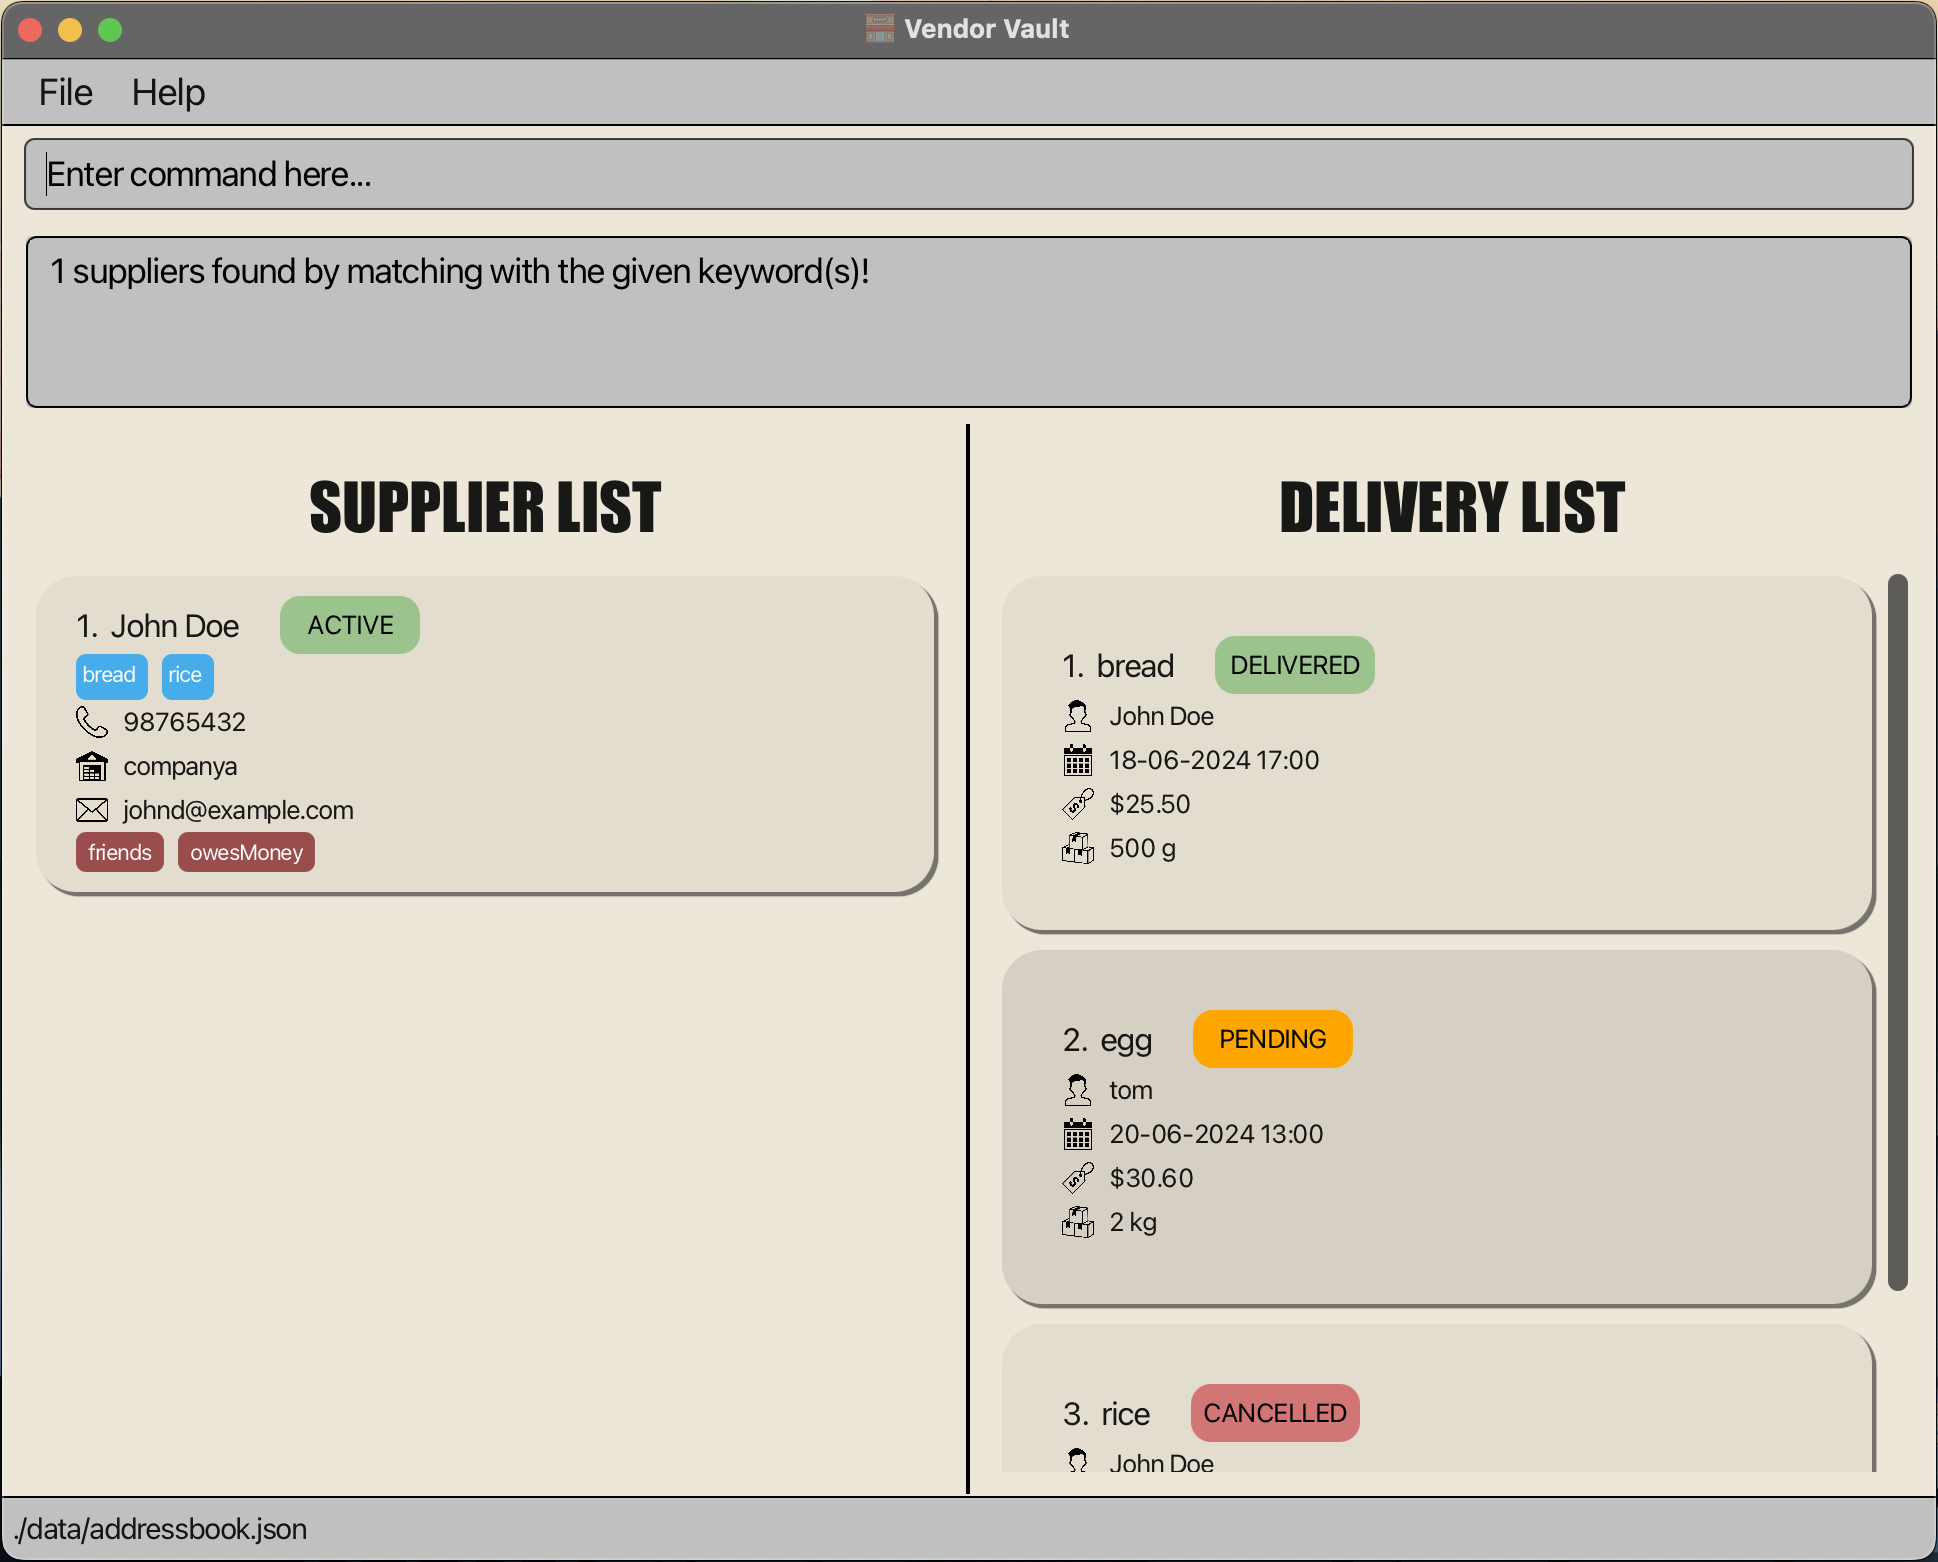 Vendor Vault
File Help
Enter command here...
1 suppliers found by matching with the given keyword(s)!
SUPPLIER LIST
1. John Doe ACTIVE
bread rice
98765432
companya
johnd@example.com
friends owesMoney
DELIVERY LIST
1. bread DELIVERED
John Doe
18-06-2024 17:00
$25.50
500 g
2. egg PENDING
tom
20-06-2024 13:00
$30.60
2 kg
3. rice CANCELLED
John Doe
./data/addressbook.json